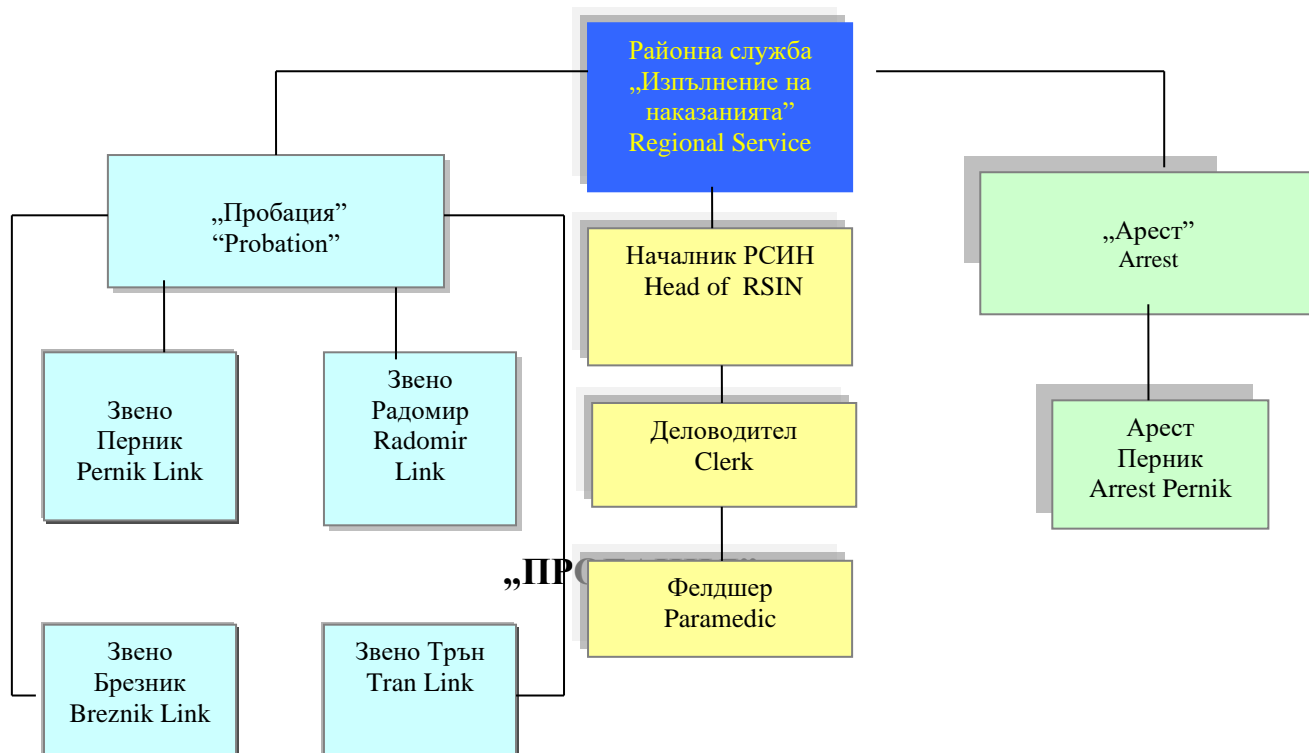 Районна служба
„Изпълнение на
наказанията”
Regional Service
„Пробация”
“Probation”
Началник РСИН
Head of RSIN
„Арест”
Arrest
Звено
Перник
Pernik Link
Звено
Радомир
Radomir
Link
Деловодител
Clerk
Арест
Перник
Arrest Pernik
Фелдшер
Paramedic
Звено
Брезник
Breznik Link
Звено Трън
Tran Link